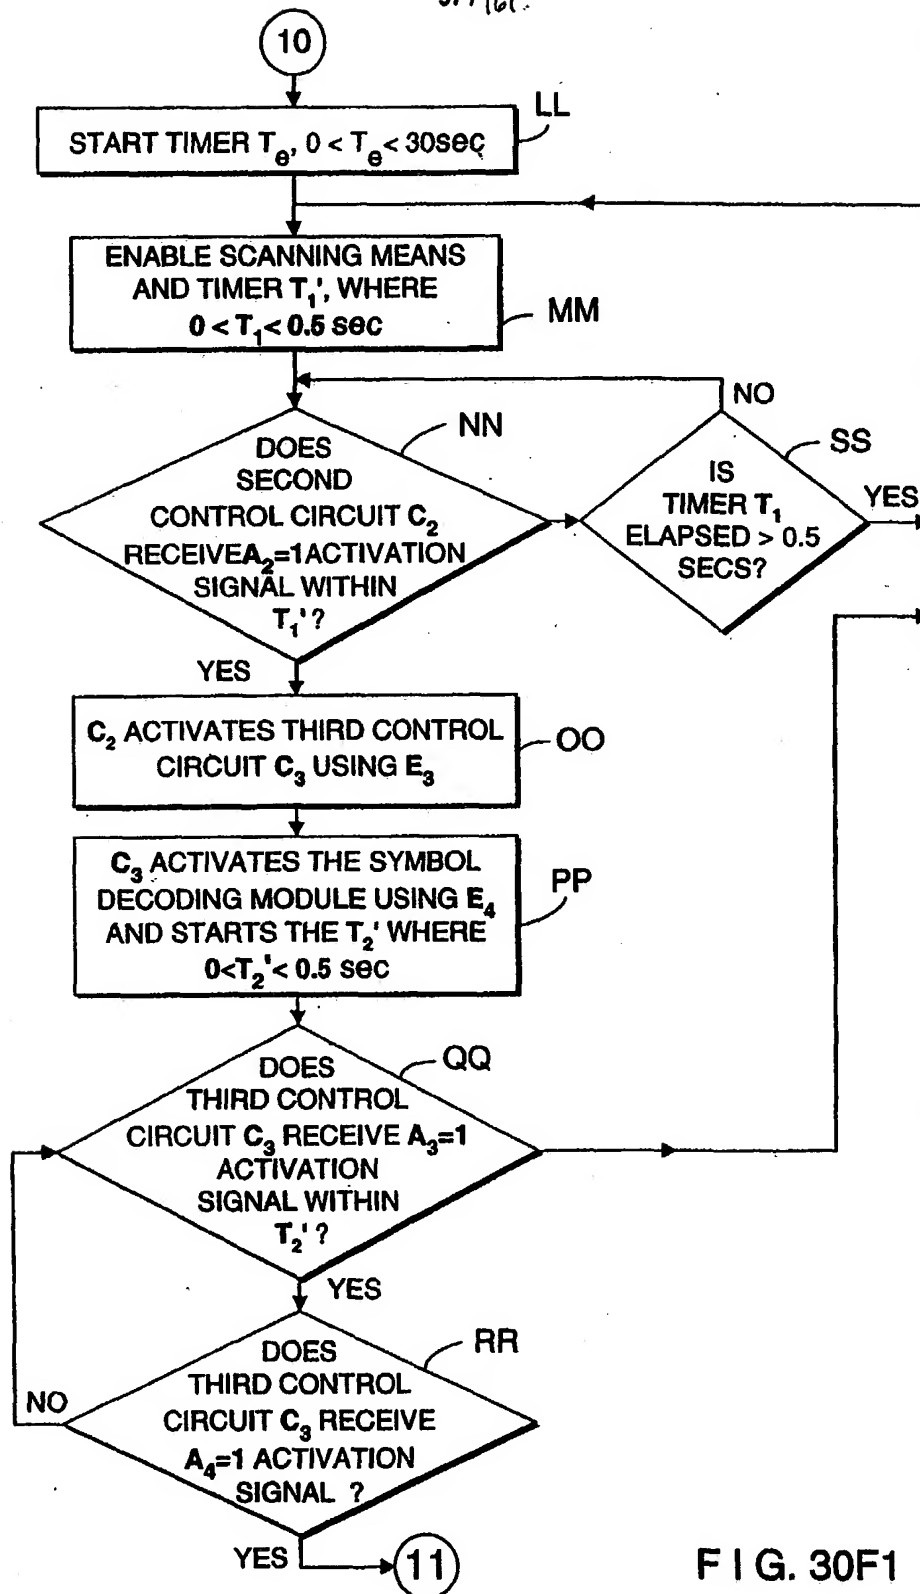 10
LL
START TIMER Tₑ, 0 < Tₑ < 30sec
ENABLE SCANNING MEANS
AND TIMER T₁', WHERE
0 < T₁ < 0.5 sec
MM
NO
NN
DOES
SECOND
CONTROL CIRCUIT C₂
RECEIVEA₂=1ACTIVATION
SIGNAL WITHIN
T₁' ?
SS
IS
TIMER T₁
ELAPSED > 0.5
SECS?
YES
YES
C₂ ACTIVATES THIRD CONTROL
CIRCUIT C₃ USING E₃
OO
C₃ ACTIVATES THE SYMBOL
DECODING MODULE USING E₄
AND STARTS THE T₂' WHERE
0<T₂'< 0.5 sec
PP
QQ
DOES
THIRD CONTROL
CIRCUIT C₃ RECEIVE A₃=1
ACTIVATION
SIGNAL WITHIN
T₂' ?
YES
RR
DOES
THIRD CONTROL
CIRCUIT C₃ RECEIVE
A₄=1 ACTIVATION
SIGNAL ?
NO
YES
11
FIG. 30F1